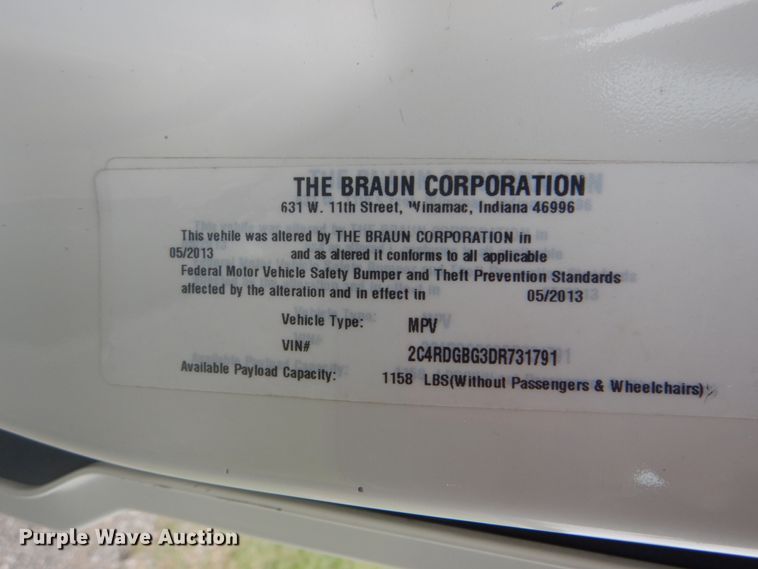 THE BRAUN CORPORATION
631 W. 11th Street, Winamac, Indiana 46996
This vehile was altered by THE BRAUN CORPORATION in
05/2013 and as altered it conforms to all applicable
Federal Motor Vehicle Safety Bumper and Theft Prevention Standards
affected by the alteration and in effect in 05/2013
Vehicle Type: MPV
VIN# 2C4RDGBG3DR731791
Available Payload Capacity: 1158 LBS(Without Passengers & Wheelchairs)
Purple Wave Auction